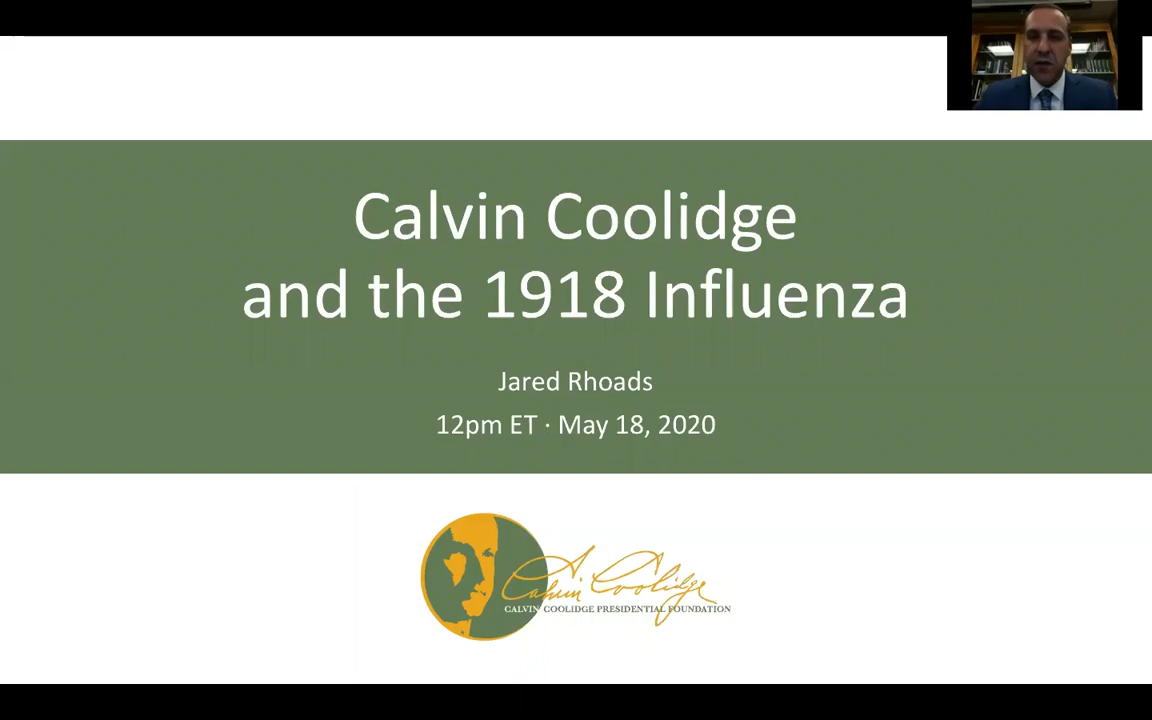 Calvin Coolidge
and the 1918 Influenza
Jared Rhoads
12pm ET · May 18, 2020
Calvin Coolidge
CALVIN COOLIDGE PRESIDENTIAL FOUNDATION